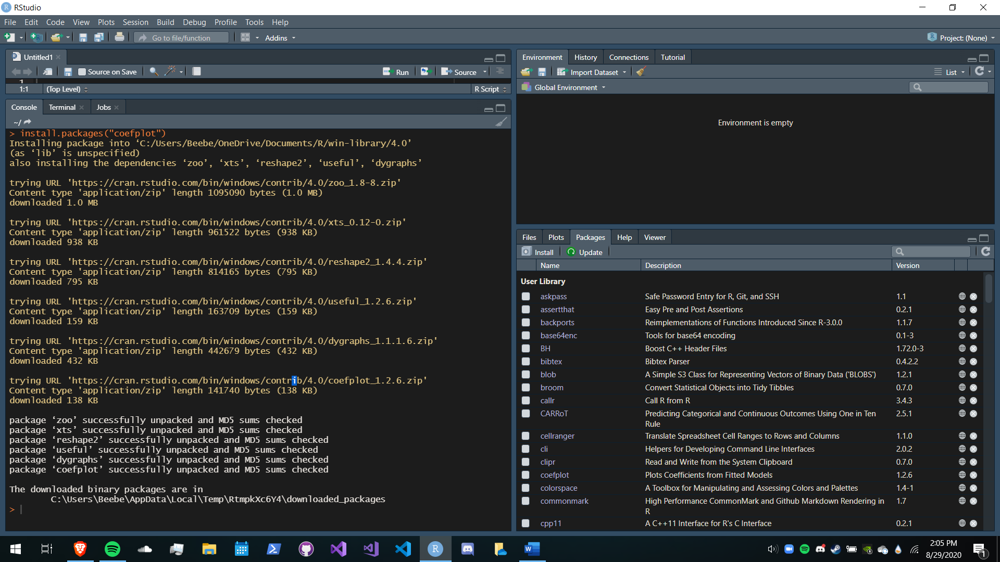 RStudio
File Edit Code View Plots Session Build Debug Profile Tools Help
Go to file/function Addins Project: (None)
Untitled1
Source on Save Run Source
1
1:1 (Top Level) R Script
Console Terminal Jobs
~/
> install.packages("coefplot")
Installing package into ‘C:/Users/Beebe/OneDrive/Documents/R/win-library/4.0’
(as ‘lib’ is unspecified)
also installing the dependencies ‘zoo’, ‘xts’, ‘reshape2’, ‘useful’, ‘dygraphs’
trying URL 'https://cran.rstudio.com/bin/windows/contrib/4.0/zoo_1.8-8.zip'
Content type 'application/zip' length 1095090 bytes (1.0 MB)
downloaded 1.0 MB
trying URL 'https://cran.rstudio.com/bin/windows/contrib/4.0/xts_0.12-0.zip'
Content type 'application/zip' length 961522 bytes (938 KB)
downloaded 938 KB
trying URL 'https://cran.rstudio.com/bin/windows/contrib/4.0/reshape2_1.4.4.zip'
Content type 'application/zip' length 814165 bytes (795 KB)
downloaded 795 KB
trying URL 'https://cran.rstudio.com/bin/windows/contrib/4.0/useful_1.2.6.zip'
Content type 'application/zip' length 163709 bytes (159 KB)
downloaded 159 KB
trying URL 'https://cran.rstudio.com/bin/windows/contrib/4.0/dygraphs_1.1.1.6.zip'
Content type 'application/zip' length 442679 bytes (432 KB)
downloaded 432 KB
trying URL 'https://cran.rstudio.com/bin/windows/contrib/4.0/coefplot_1.2.6.zip'
Content type 'application/zip' length 141740 bytes (138 KB)
downloaded 138 KB
package ‘zoo’ successfully unpacked and MD5 sums checked
package ‘xts’ successfully unpacked and MD5 sums checked
package ‘reshape2’ successfully unpacked and MD5 sums checked
package ‘useful’ successfully unpacked and MD5 sums checked
package ‘dygraphs’ successfully unpacked and MD5 sums checked
package ‘coefplot’ successfully unpacked and MD5 sums checked
The downloaded binary packages are in
C:\Users\Beebe\AppData\Local\Temp\RtmpkXc6Y4\downloaded_packages
>
Environment History Connections Tutorial
Import Dataset List
Global Environment
Environment is empty
Files Plots Packages Help Viewer
Install Update
Name Description Version
User Library
askpass Safe Password Entry for R, Git, and SSH 1.1
assertthat Easy Pre and Post Assertions 0.2.1
backports Reimplementations of Functions Introduced Since R-3.0.0 1.1.7
base64enc Tools for base64 encoding 0.1-3
BH Boost C++ Header Files 1.72.0-3
bibtex Bibtex Parser 0.4.2.2
blob A Simple S3 Class for Representing Vectors of Binary Data ('BLOBS') 1.2.1
broom Convert Statistical Objects into Tidy Tibbles 0.7.0
callr Call R from R 3.4.3
CARRoT Predicting Categorical and Continuous Outcomes Using One in Ten 2.5.1
Rule
cellranger Translate Spreadsheet Cell Ranges to Rows and Columns 1.1.0
cli Helpers for Developing Command Line Interfaces 2.0.2
clipr Read and Write from the System Clipboard 0.7.0
coefplot Plots Coefficients from Fitted Models 1.2.6
colorspace A Toolbox for Manipulating and Assessing Colors and Palettes 1.4-1
commonmark High Performance CommonMark and Github Markdown Rendering in 1.7
R
cpp11 A C++11 Interface for R's C Interface 0.2.1
2:05 PM
8/29/2020
1